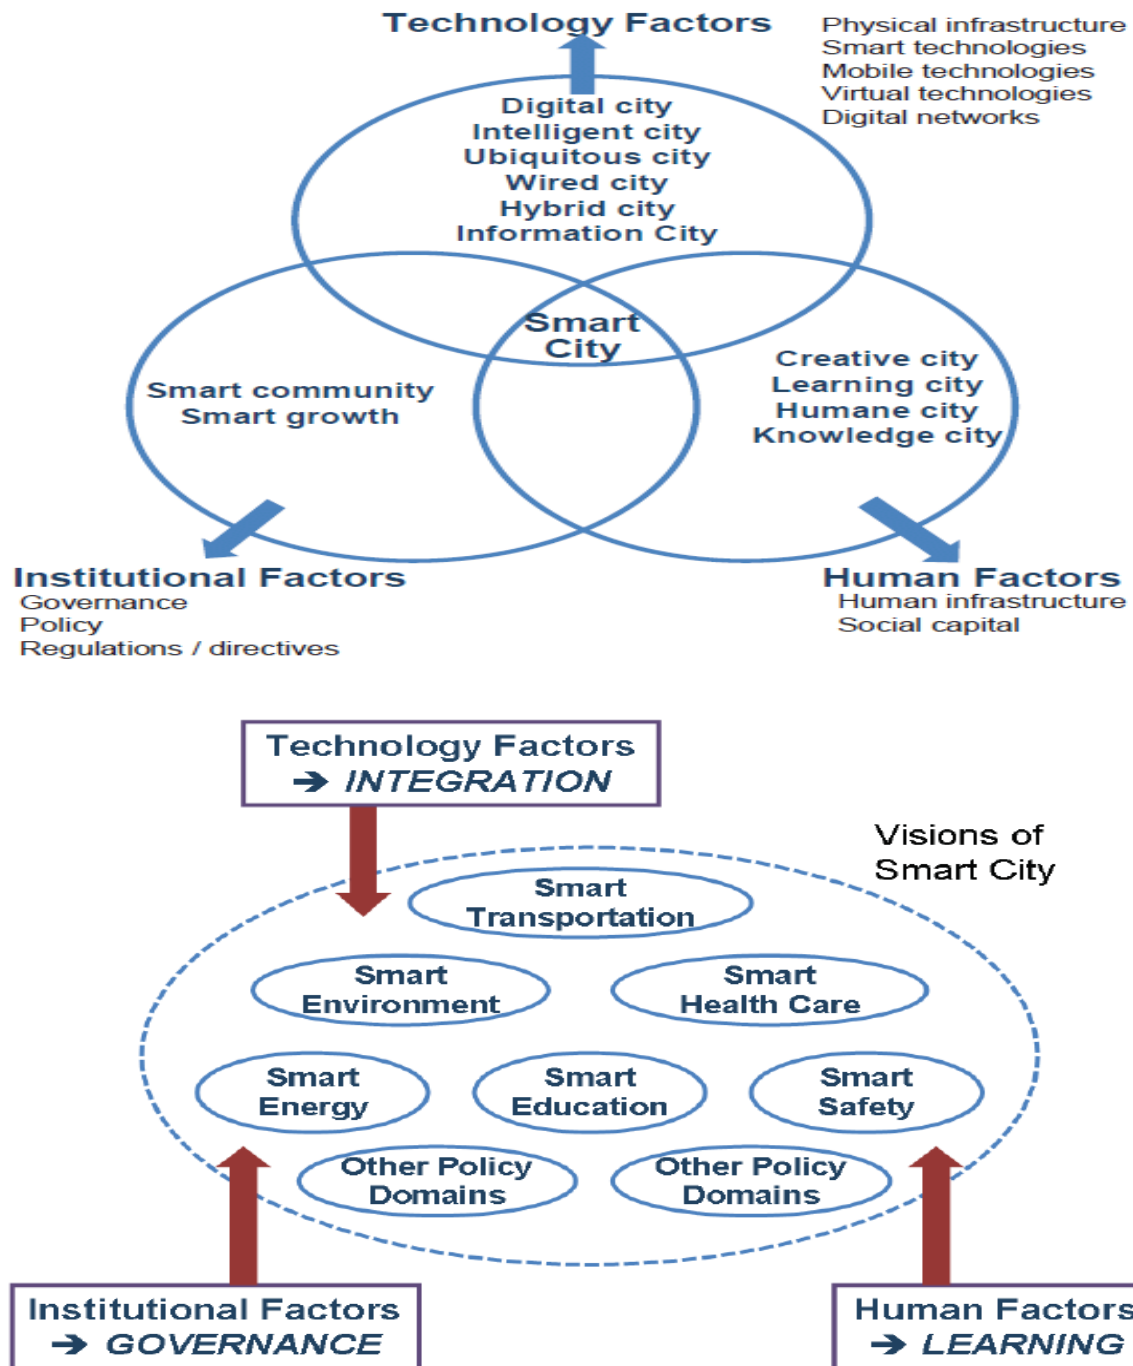 Technology Factors
Physical infrastructure
Smart technologies
Mobile technologies
Virtual technologies
Digital networks
Digital city
Intelligent city
Ubiquitous city
Wired city
Hybrid city
Information City
Smart
City
Smart community
Smart growth
Creative city
Learning city
Humane city
Knowledge city
Institutional Factors
Governance
Policy
Regulations / directives
Human Factors
Human infrastructure
Social capital
Technology Factors
➔ INTEGRATION
Visions of
Smart City
Smart
Transportation
Smart
Environment
Smart
Health Care
Smart
Energy
Smart
Education
Smart
Safety
Other Policy
Domains
Other Policy
Domains
Institutional Factors
➔ GOVERNANCE
Human Factors
➔ LEARNING